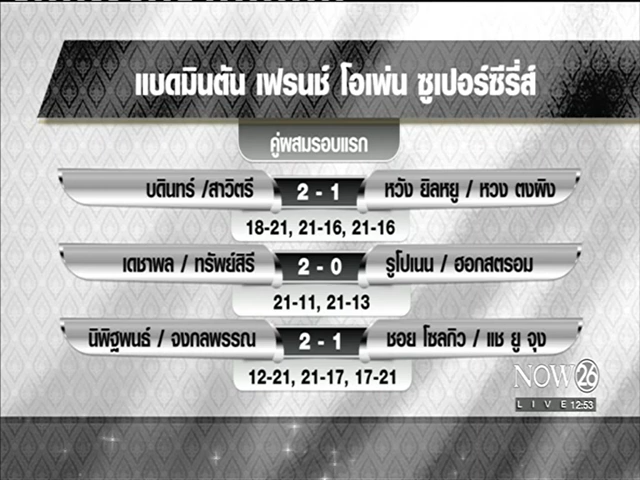 แบดมินตัน เฟรนช์ โอเพ่น ซูเปอร์ซีรี่ส์
คู่ผสมรอบแรก
บดินทร์ /สาวิตรี 2 - 1 หวัง ยิลหยู / หวง ตงผิง
18-21, 21-16, 21-16
เดชาพล / ทรัพย์สิรี 2 - 0 รูโปเนน / ฮอกสตรอม
21-11, 21-13
นิพิฐพนธ์ / จงกลพรรณ 2 - 1 ชอย โซลกิว / แช ยู จุง
12-21, 21-17, 17-21
NOW26
LIVE 12:53